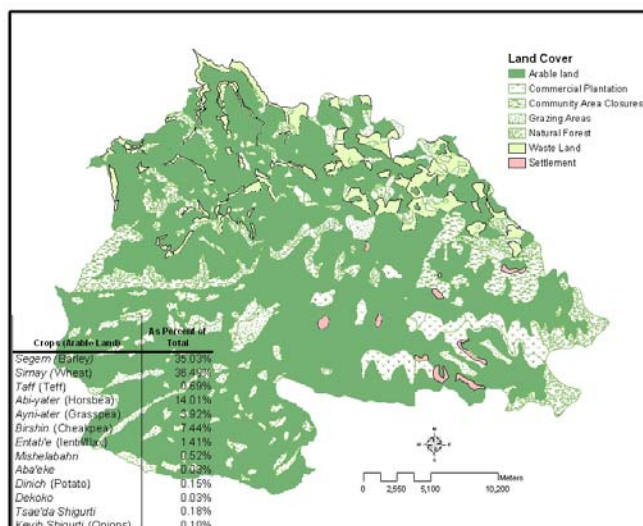 Land Cover
Arable land
Commercial Plantation
Community Area Closures
Grazing Areas
Natural Forest
Waste Land
Settlement
Crops (Arable Land) As Percent of Total
Segem (Barley) 35.03%
Sirnay (Wheat) 36.49%
Taff (Teff) 0.69%
Abi-yater (Horsbea) 14.01%
Ayni-ater (Grasspea) 3.92%
Birshin (Cheakpea) 7.44%
Entati'e 1.41%
Mishelabahri 0.52%
Aba'eke 0.03%
Dinich (Potato) 0.15%
Dekoko 0.03%
Tsae'da Shigurti 0.18%
Keyih Shigurti (Onions) 0.10%
Meters
0 2,550 5,100 10,200